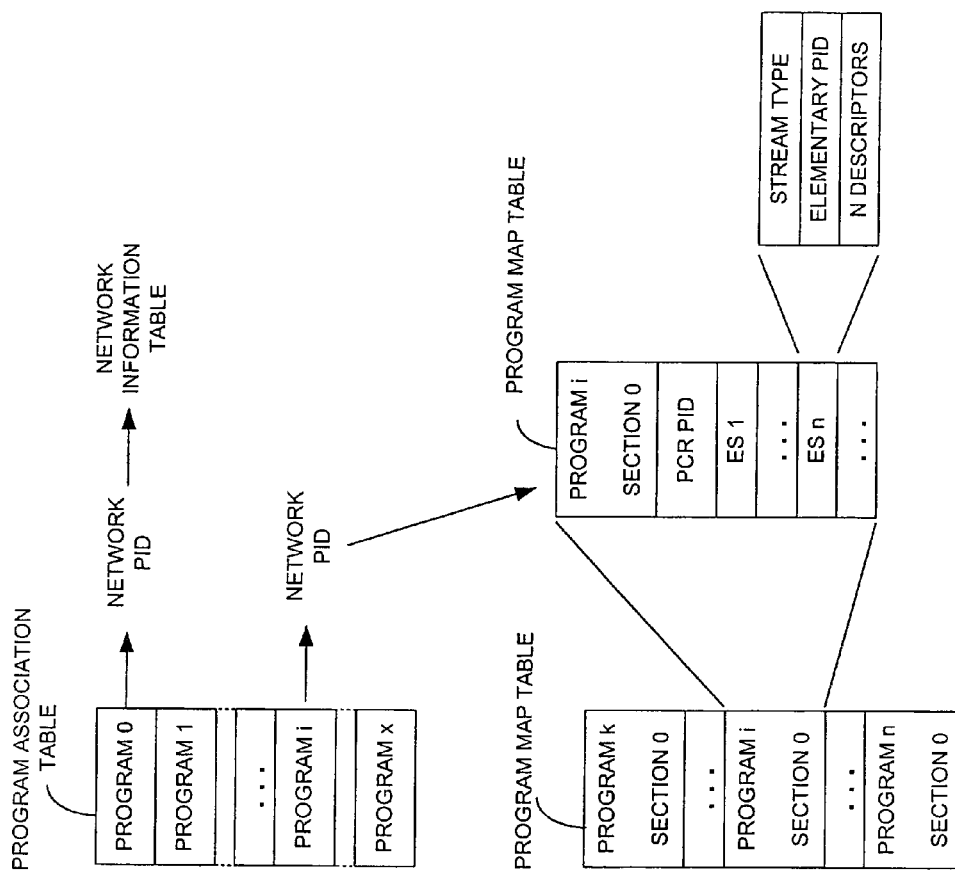 PROGRAM ASSOCIATION
TABLE
PROGRAM 0
PROGRAM 1
...
PROGRAM i
PROGRAM x
NETWORK
PID
NETWORK
INFORMATION
TABLE
NETWORK
PID
PROGRAM MAP TABLE
PROGRAM k
SECTION 0
...
PROGRAM i
SECTION 0
...
PROGRAM n
SECTION 0
PROGRAM MAP TABLE
PROGRAM i
SECTION 0
PCR PID
ES 1
...
ES n
...
STREAM TYPE
ELEMENTARY PID
N DESCRIPTORS